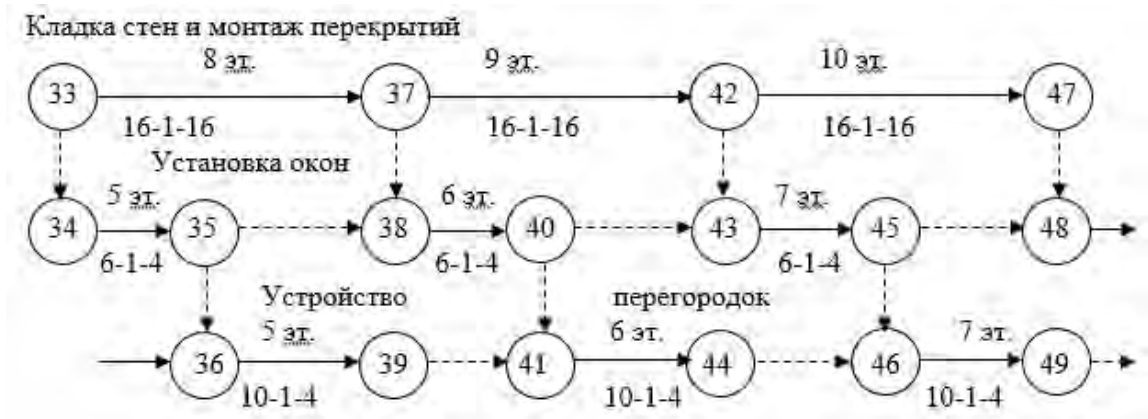 Кладка стен и монтаж перекрытий
8 эт. 9 эт. 10 эт.
33 37 42 47
16-1-16 16-1-16 16-1-16
Установка окон
5 эт. 6 эт. 7 эт.
34 35 38 40 43 45 48
6-1-4 6-1-4 6-1-4
Устройство перегородок
5 эт. 6 эт. 7 эт.
36 39 41 44 46 49
10-1-4 10-1-4 10-1-4